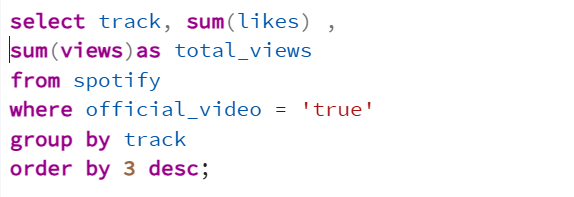 select track, sum(likes) ,
sum(views)as total_views
from spotify
where official_video = 'true'
group by track
order by 3 desc;